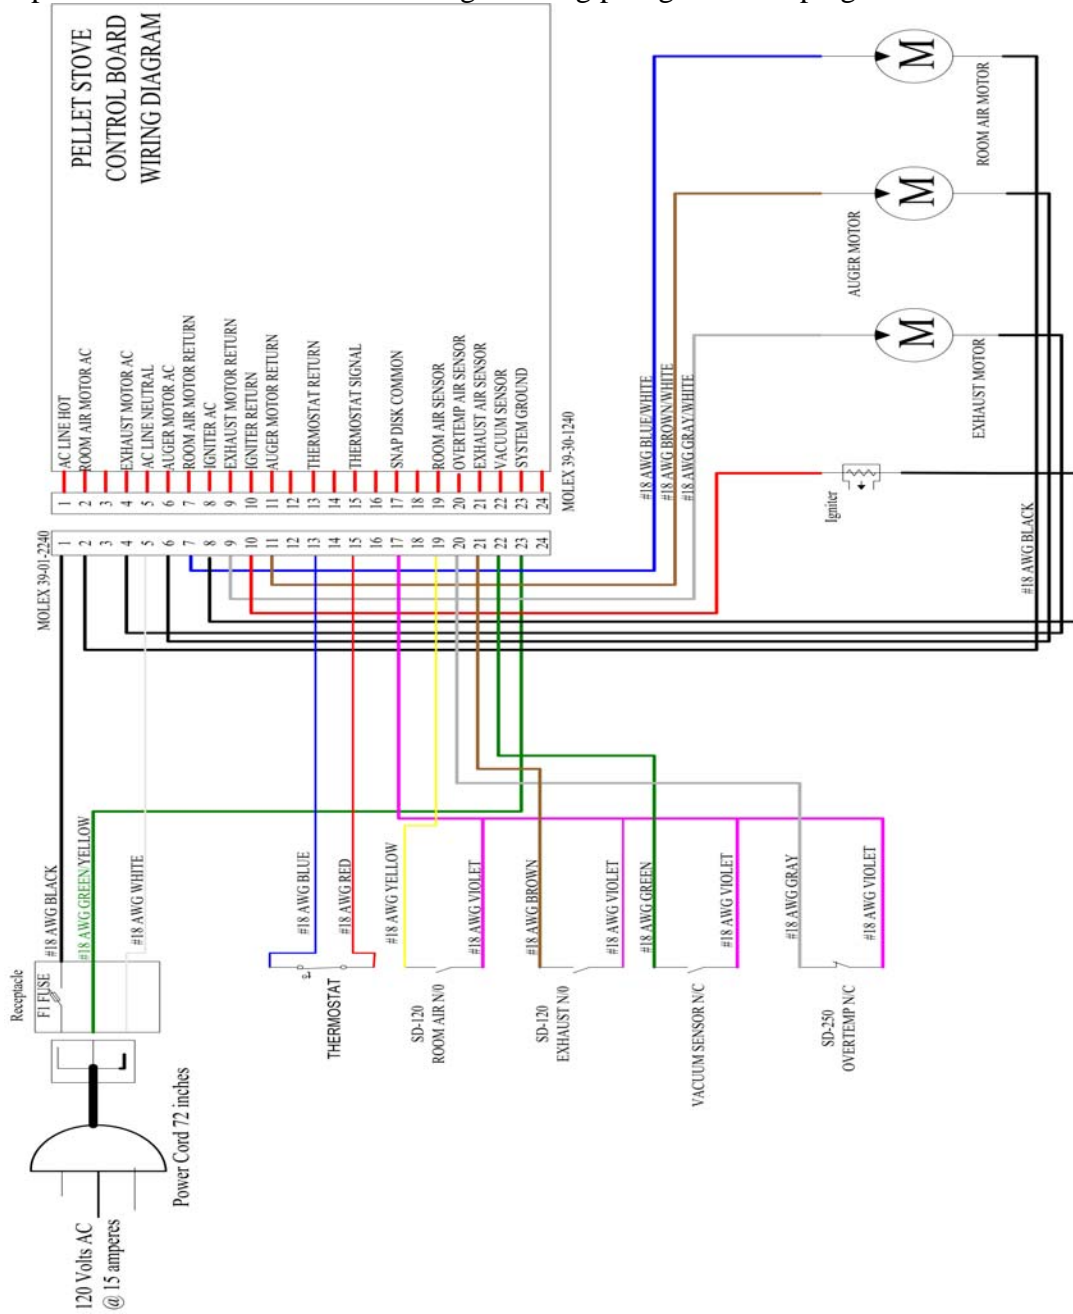 PELLET STOVE
CONTROL BOARD
WIRING DIAGRAM
1 AC LINE HOT
2 ROOM AIR MOTOR AC
3
4 EXHAUST MOTOR AC
5 AC LINE NEUTRAL
6 AUGER MOTOR AC
7 ROOM AIR MOTOR RETURN
8 IGNITER AC
9 EXHAUST MOTOR RETURN
10 IGNITER RETURN
11 AUGER MOTOR RETURN
12
13 THERMOSTAT RETURN
14
15 THERMOSTAT SIGNAL
16
17 SNAP DISK COMMON
18
19 ROOM AIR SENSOR
20 OVERTEMP AIR SENSOR
21 EXHAUST AIR SENSOR
22 VACUUM SENSOR
23 SYSTEM GROUND
24
MOLEX 39-30-1240
MOLEX 39-01-2240
1
2
3
4
5
6
7
8
9
10
11
12
13
14
15
16
17
18
19
20
21
22
23
24
#18 AWG BLUE/WHITE
#18 AWG BROWN/WHITE
#18 AWG GRAY/WHITE
#18 AWG BLACK
M
ROOM AIR MOTOR
M
AUGER MOTOR
M
EXHAUST MOTOR
Igniter
#18 AWG BLACK
#18 AWG GREEN/YELLOW
#18 AWG WHITE
#18 AWG BLUE
#18 AWG RED
#18 AWG YELLOW
#18 AWG VIOLET
#18 AWG BROWN
#18 AWG VIOLET
#18 AWG GREEN
#18 AWG VIOLET
#18 AWG GRAY
#18 AWG VIOLET
Receptacle
F1 FUSE
THERMOSTAT
SD-120
ROOM AIR N/0
SD-120
EXHAUST N/0
VACUUM SENSOR N/C
SD-250
OVERTEMP N/C
Power Cord 72 inches
120 Volts AC
@ 15 amperes